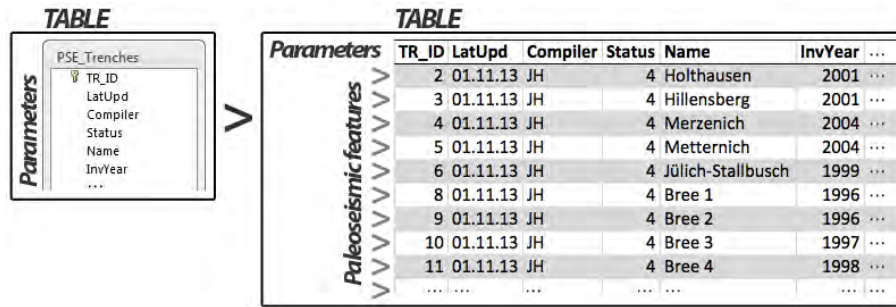 TABLE
PSE_Trenches
Parameters
TR_ID
LatUpd
Compiler
Status
Name
InvYear
...
>
TABLE
Parameters TR_ID LatUpd Compiler Status Name InvYear ...
Paleoseismic features
> 2 01.11.13 JH 4 Holthausen 2001 ...
> 3 01.11.13 JH 4 Hillensberg 2001 ...
> 4 01.11.13 JH 4 Merzenich 2004 ...
> 5 01.11.13 JH 4 Metternich 2004 ...
> 6 01.11.13 JH 4 Jülich-Stallbusch 1999 ...
> 8 01.11.13 JH 4 Bree 1 1996 ...
> 9 01.11.13 JH 4 Bree 2 1996 ...
> 10 01.11.13 JH 4 Bree 3 1997 ...
> 11 01.11.13 JH 4 Bree 4 1998 ...
> ... ... ... ... ... ... ...